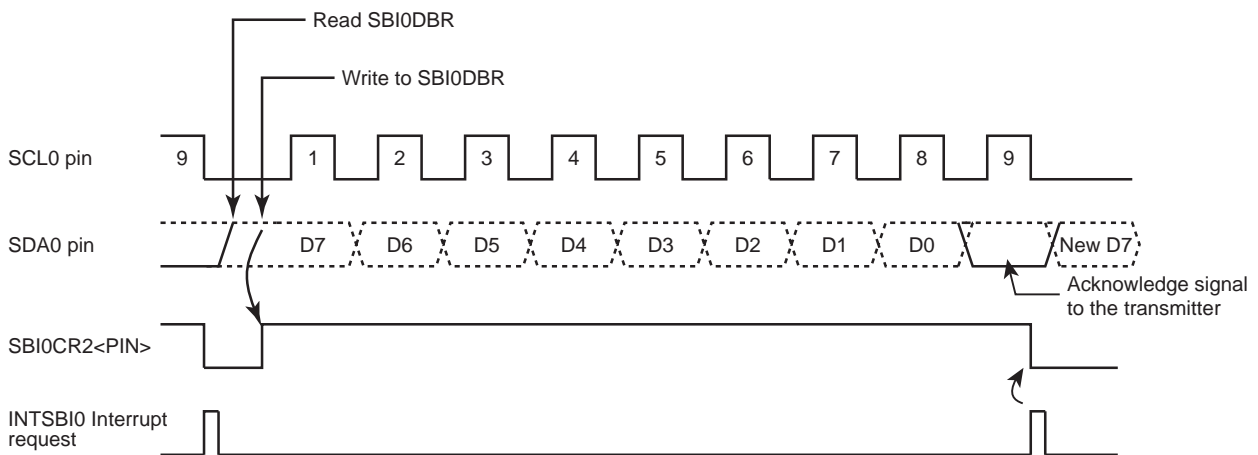 Read SBI0DBR
Write to SBI0DBR
SCL0 pin
9 1 2 3 4 5 6 7 8 9
SDA0 pin
D7 D6 D5 D4 D3 D2 D1 D0 New D7
Acknowledge signal
to the transmitter
SBI0CR2<PIN>
INTSBI0 Interrupt
request